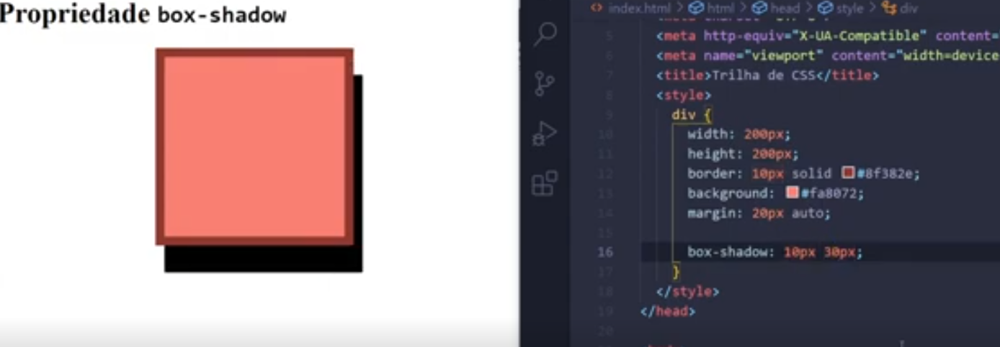 Propriedade box-shadow
index.html > html > head > style > div
5 <meta http-equiv="X-UA-Compatible" content=
6 <meta name="viewport" content="width=device
7 <title>Trilha de CSS</title>
8 <style>
9 div {
10 width: 200px;
11 height: 200px;
12 border: 10px solid #8f382e;
13 background: #fa8072;
14 margin: 20px auto;
15
16 box-shadow: 10px 30px;
17 }
18 </style>
19 </head>
20